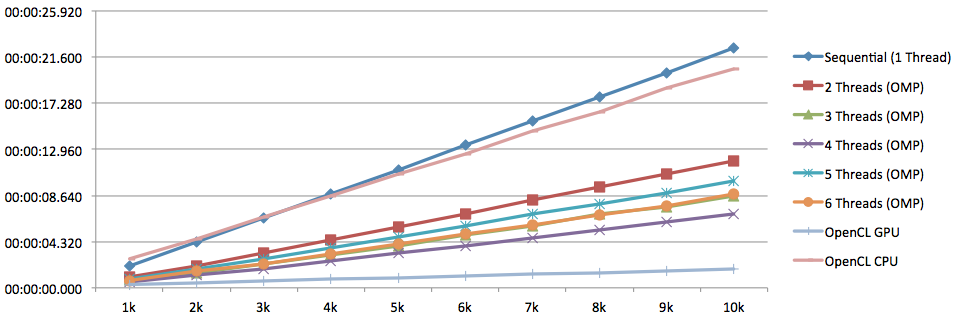 00:00:25.920
00:00:21.600
00:00:17.280
00:00:12.960
00:00:08.640
00:00:04.320
00:00:00.000
1k 2k 3k 4k 5k 6k 7k 8k 9k 10k
Sequential (1 Thread)
2 Threads (OMP)
3 Threads (OMP)
4 Threads (OMP)
5 Threads (OMP)
6 Threads (OMP)
OpenCL GPU
OpenCL CPU